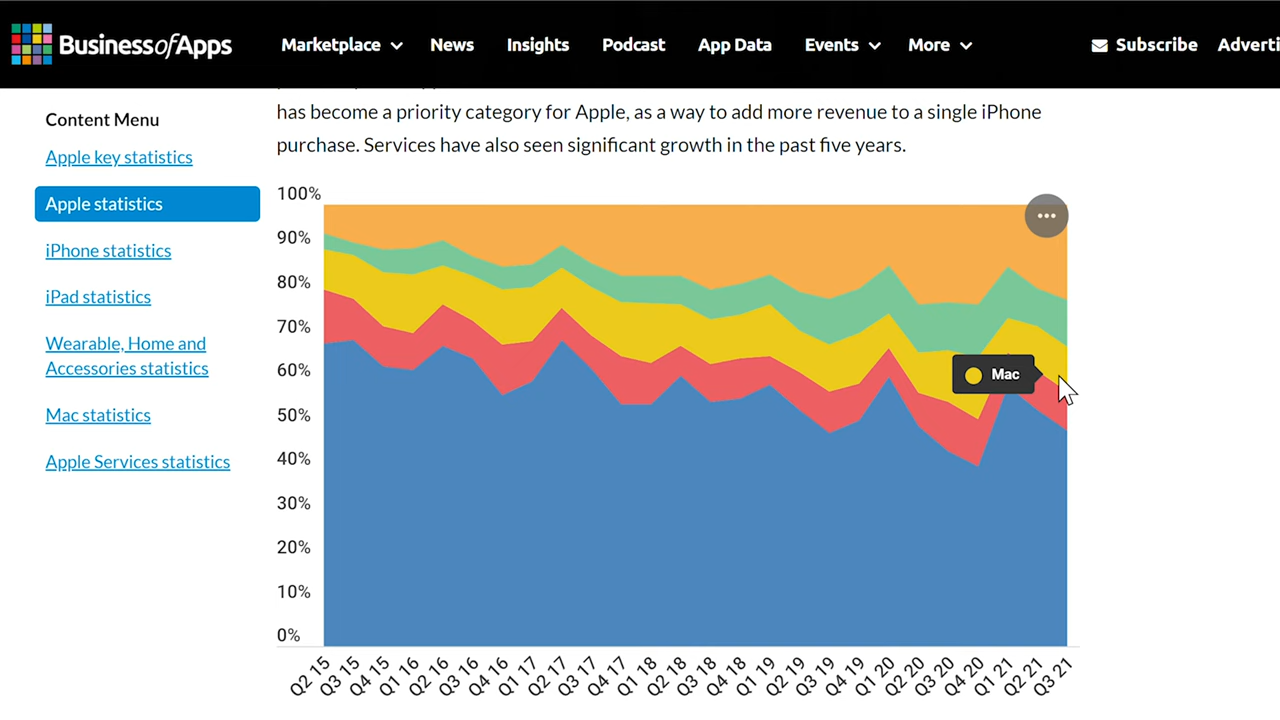 BusinessofApps
Marketplace News Insights Podcast App Data Events More Subscribe Adverti
Content Menu
Apple key statistics
Apple statistics
iPhone statistics
iPad statistics
Wearable, Home and
Accessories statistics
Mac statistics
Apple Services statistics
has become a priority category for Apple, as a way to add more revenue to a single iPhone
purchase. Services have also seen significant growth in the past five years.
100%
90%
80%
70%
60%
50%
40%
30%
20%
10%
0%
Mac
Q2 15 Q3 15 Q4 15 Q1 16 Q2 16 Q3 16 Q4 16 Q1 17 Q2 17 Q3 17 Q4 17 Q1 18 Q2 18 Q3 18 Q4 18 Q1 19 Q2 19 Q3 19 Q4 19 Q1 20 Q2 20 Q3 20 Q4 20 Q1 21 Q2 21 Q3 21